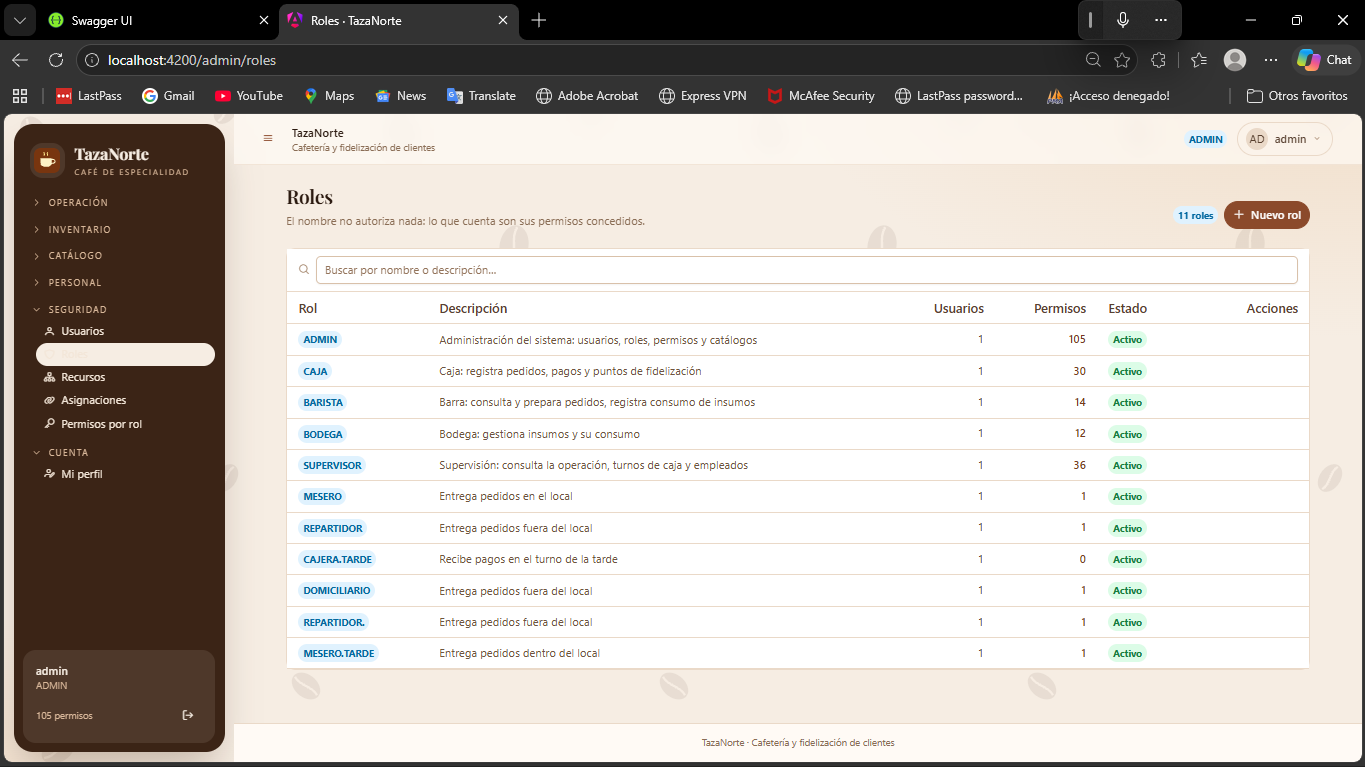 Swagger UI
Roles · TazaNorte
localhost:4200/admin/roles
Chat
LastPass
Gmail
YouTube
Maps
News
Translate
Adobe Acrobat
Express VPN
McAfee Security
LastPass password...
¡Acceso denegado!
Otros favoritos
TazaNorte
CAFÉ DE ESPECIALIDAD
OPERACIÓN
INVENTARIO
CATÁLOGO
PERSONAL
SEGURIDAD
Usuarios
Roles
Recursos
Asignaciones
Permisos por rol
CUENTA
Mi perfil
admin
ADMIN
105 permisos
TazaNorte
Cafetería y fidelización de clientes
ADMIN
AD admin
Roles
El nombre no autoriza nada: lo que cuenta son sus permisos concedidos.
11 roles
+ Nuevo rol
Buscar por nombre o descripción...
Rol Descripción Usuarios Permisos Estado Acciones
ADMIN Administración del sistema: usuarios, roles, permisos y catálogos 1 105 Activo
CAJA Caja: registra pedidos, pagos y puntos de fidelización 1 30 Activo
BARISTA Barra: consulta y prepara pedidos, registra consumo de insumos 1 14 Activo
BODEGA Bodega: gestiona insumos y su consumo 1 12 Activo
SUPERVISOR Supervisión: consulta la operación, turnos de caja y empleados 1 36 Activo
MESERO Entrega pedidos en el local 1 1 Activo
REPARTIDOR Entrega pedidos fuera del local 1 1 Activo
CAJERA.TARDE Recibe pagos en el turno de la tarde 1 0 Activo
DOMICILIARIO Entrega pedidos fuera del local 1 1 Activo
REPARTIDOR. Entrega pedidos fuera del local 1 1 Activo
MESERO.TARDE Entrega pedidos dentro del local 1 1 Activo
TazaNorte · Cafetería y fidelización de clientes